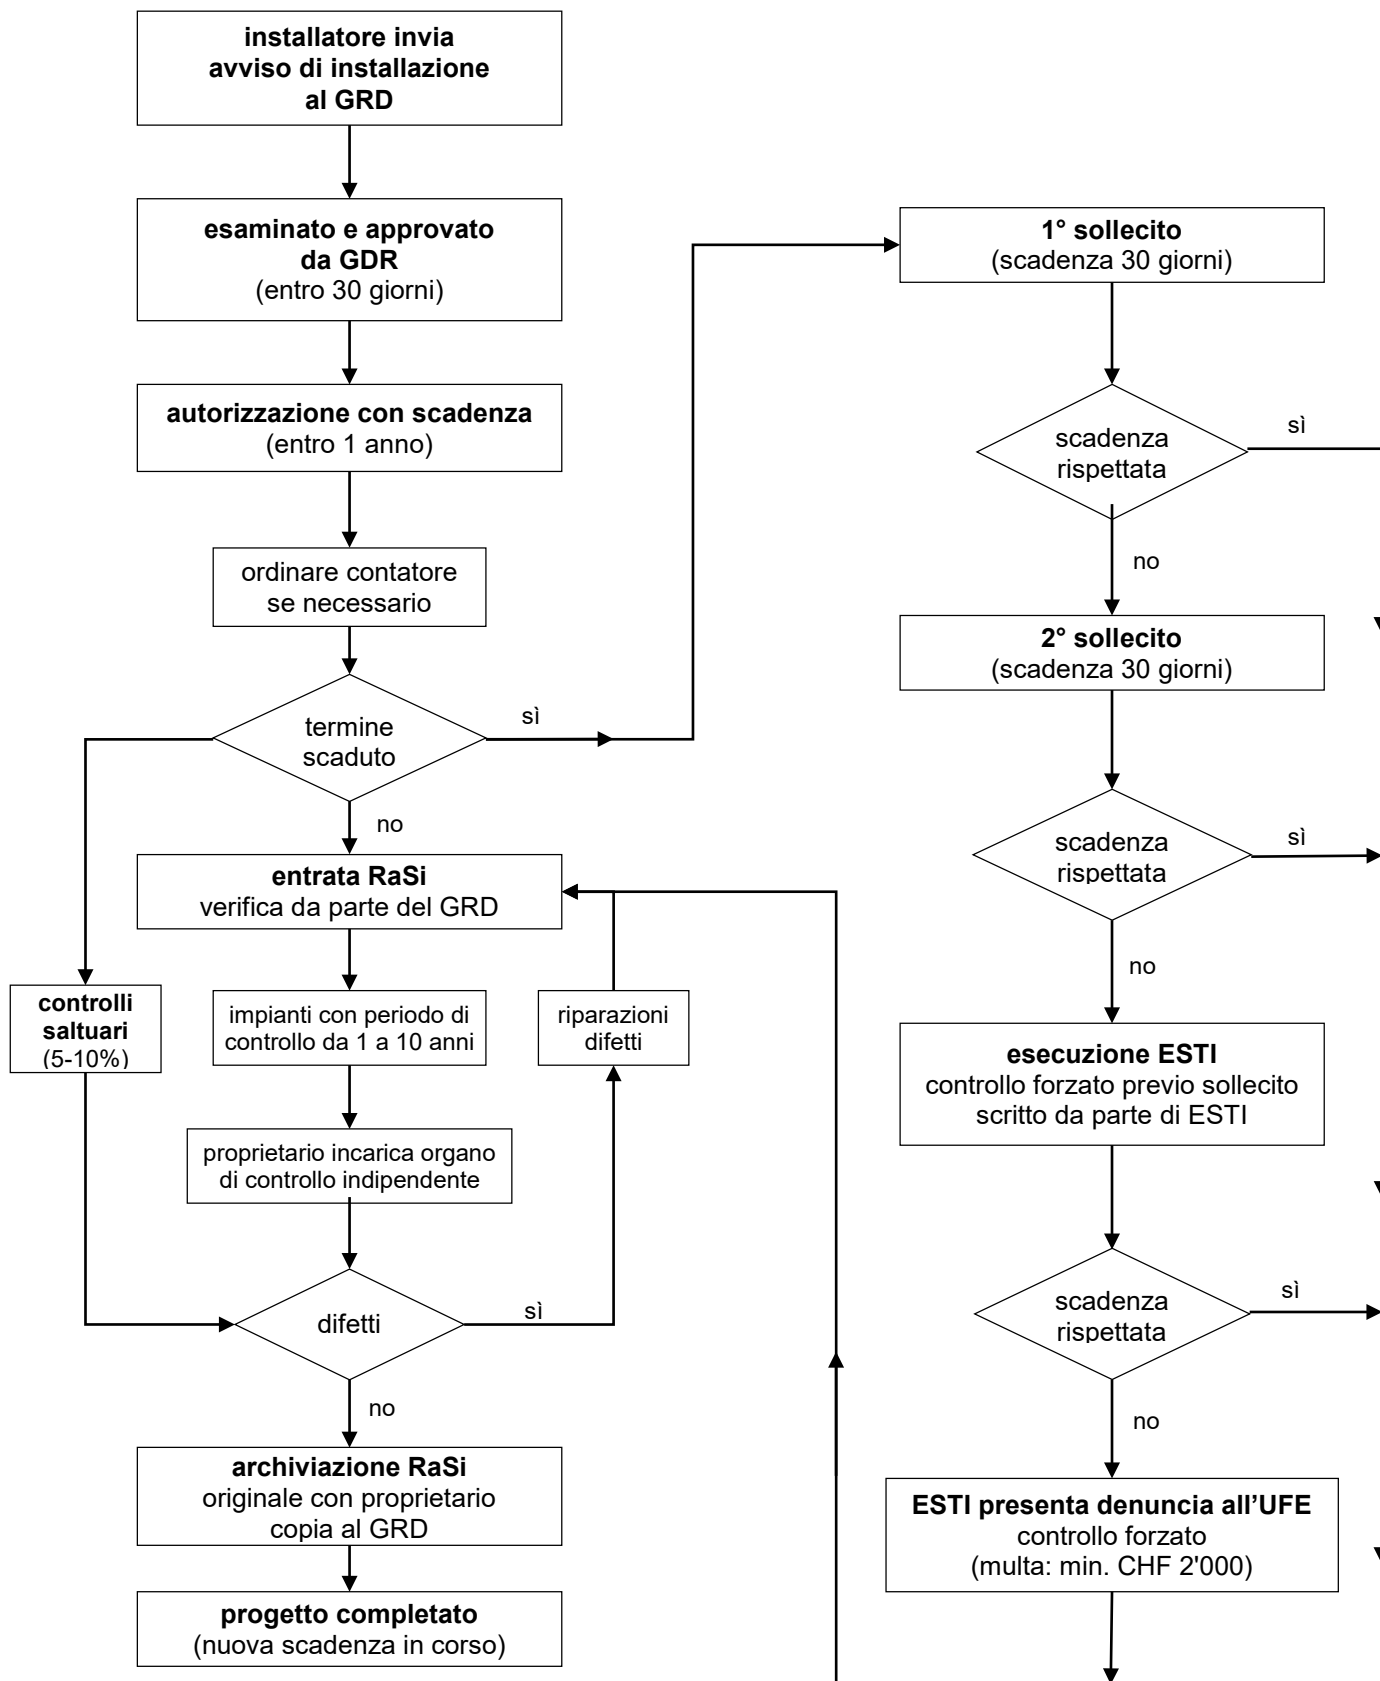 installatore invia
avviso di installazione
al GRD
esaminato e approvato
da GDR
(entro 30 giorni)
autorizzazione con scadenza
(entro 1 anno)
ordinare contatore
se necessario
termine
scaduto
sì
no
entrata RaSi
verifica da parte del GRD
controlli
saltuari
(5-10%)
impianti con periodo di
controllo da 1 a 10 anni
riparazioni
difetti
proprietario incarica organo
di controllo indipendente
difetti
sì
no
archiviazione RaSi
originale con proprietario
copia al GRD
progetto completato
(nuova scadenza in corso)
1° sollecito
(scadenza 30 giorni)
scadenza
rispettata
sì
no
2° sollecito
(scadenza 30 giorni)
scadenza
rispettata
sì
no
esecuzione ESTI
controllo forzato previo sollecito
scritto da parte di ESTI
scadenza
rispettata
sì
no
ESTI presenta denuncia all’UFE
controllo forzato
(multa: min. CHF 2'000)